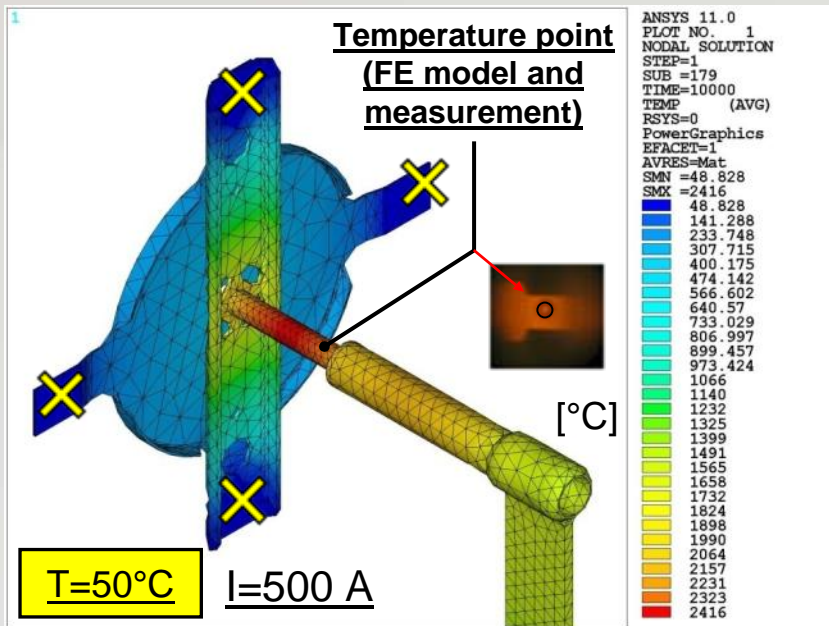 1
Temperature point
(FE model and
measurement)
[°C]
T=50°C
I=500 A
ANSYS 11.0
PLOT NO. 1
NODAL SOLUTION
STEP=1
SUB =179
TIME=10000
TEMP (AVG)
RSYS=0
PowerGraphics
EFACET=1
AVRES=Mat
SMN =48.828
SMX =2416
48.828
141.288
233.748
307.715
400.175
474.142
566.602
640.57
733.029
806.997
899.457
973.424
1066
1140
1232
1325
1399
1491
1565
1658
1732
1824
1898
1990
2064
2157
2231
2323
2416